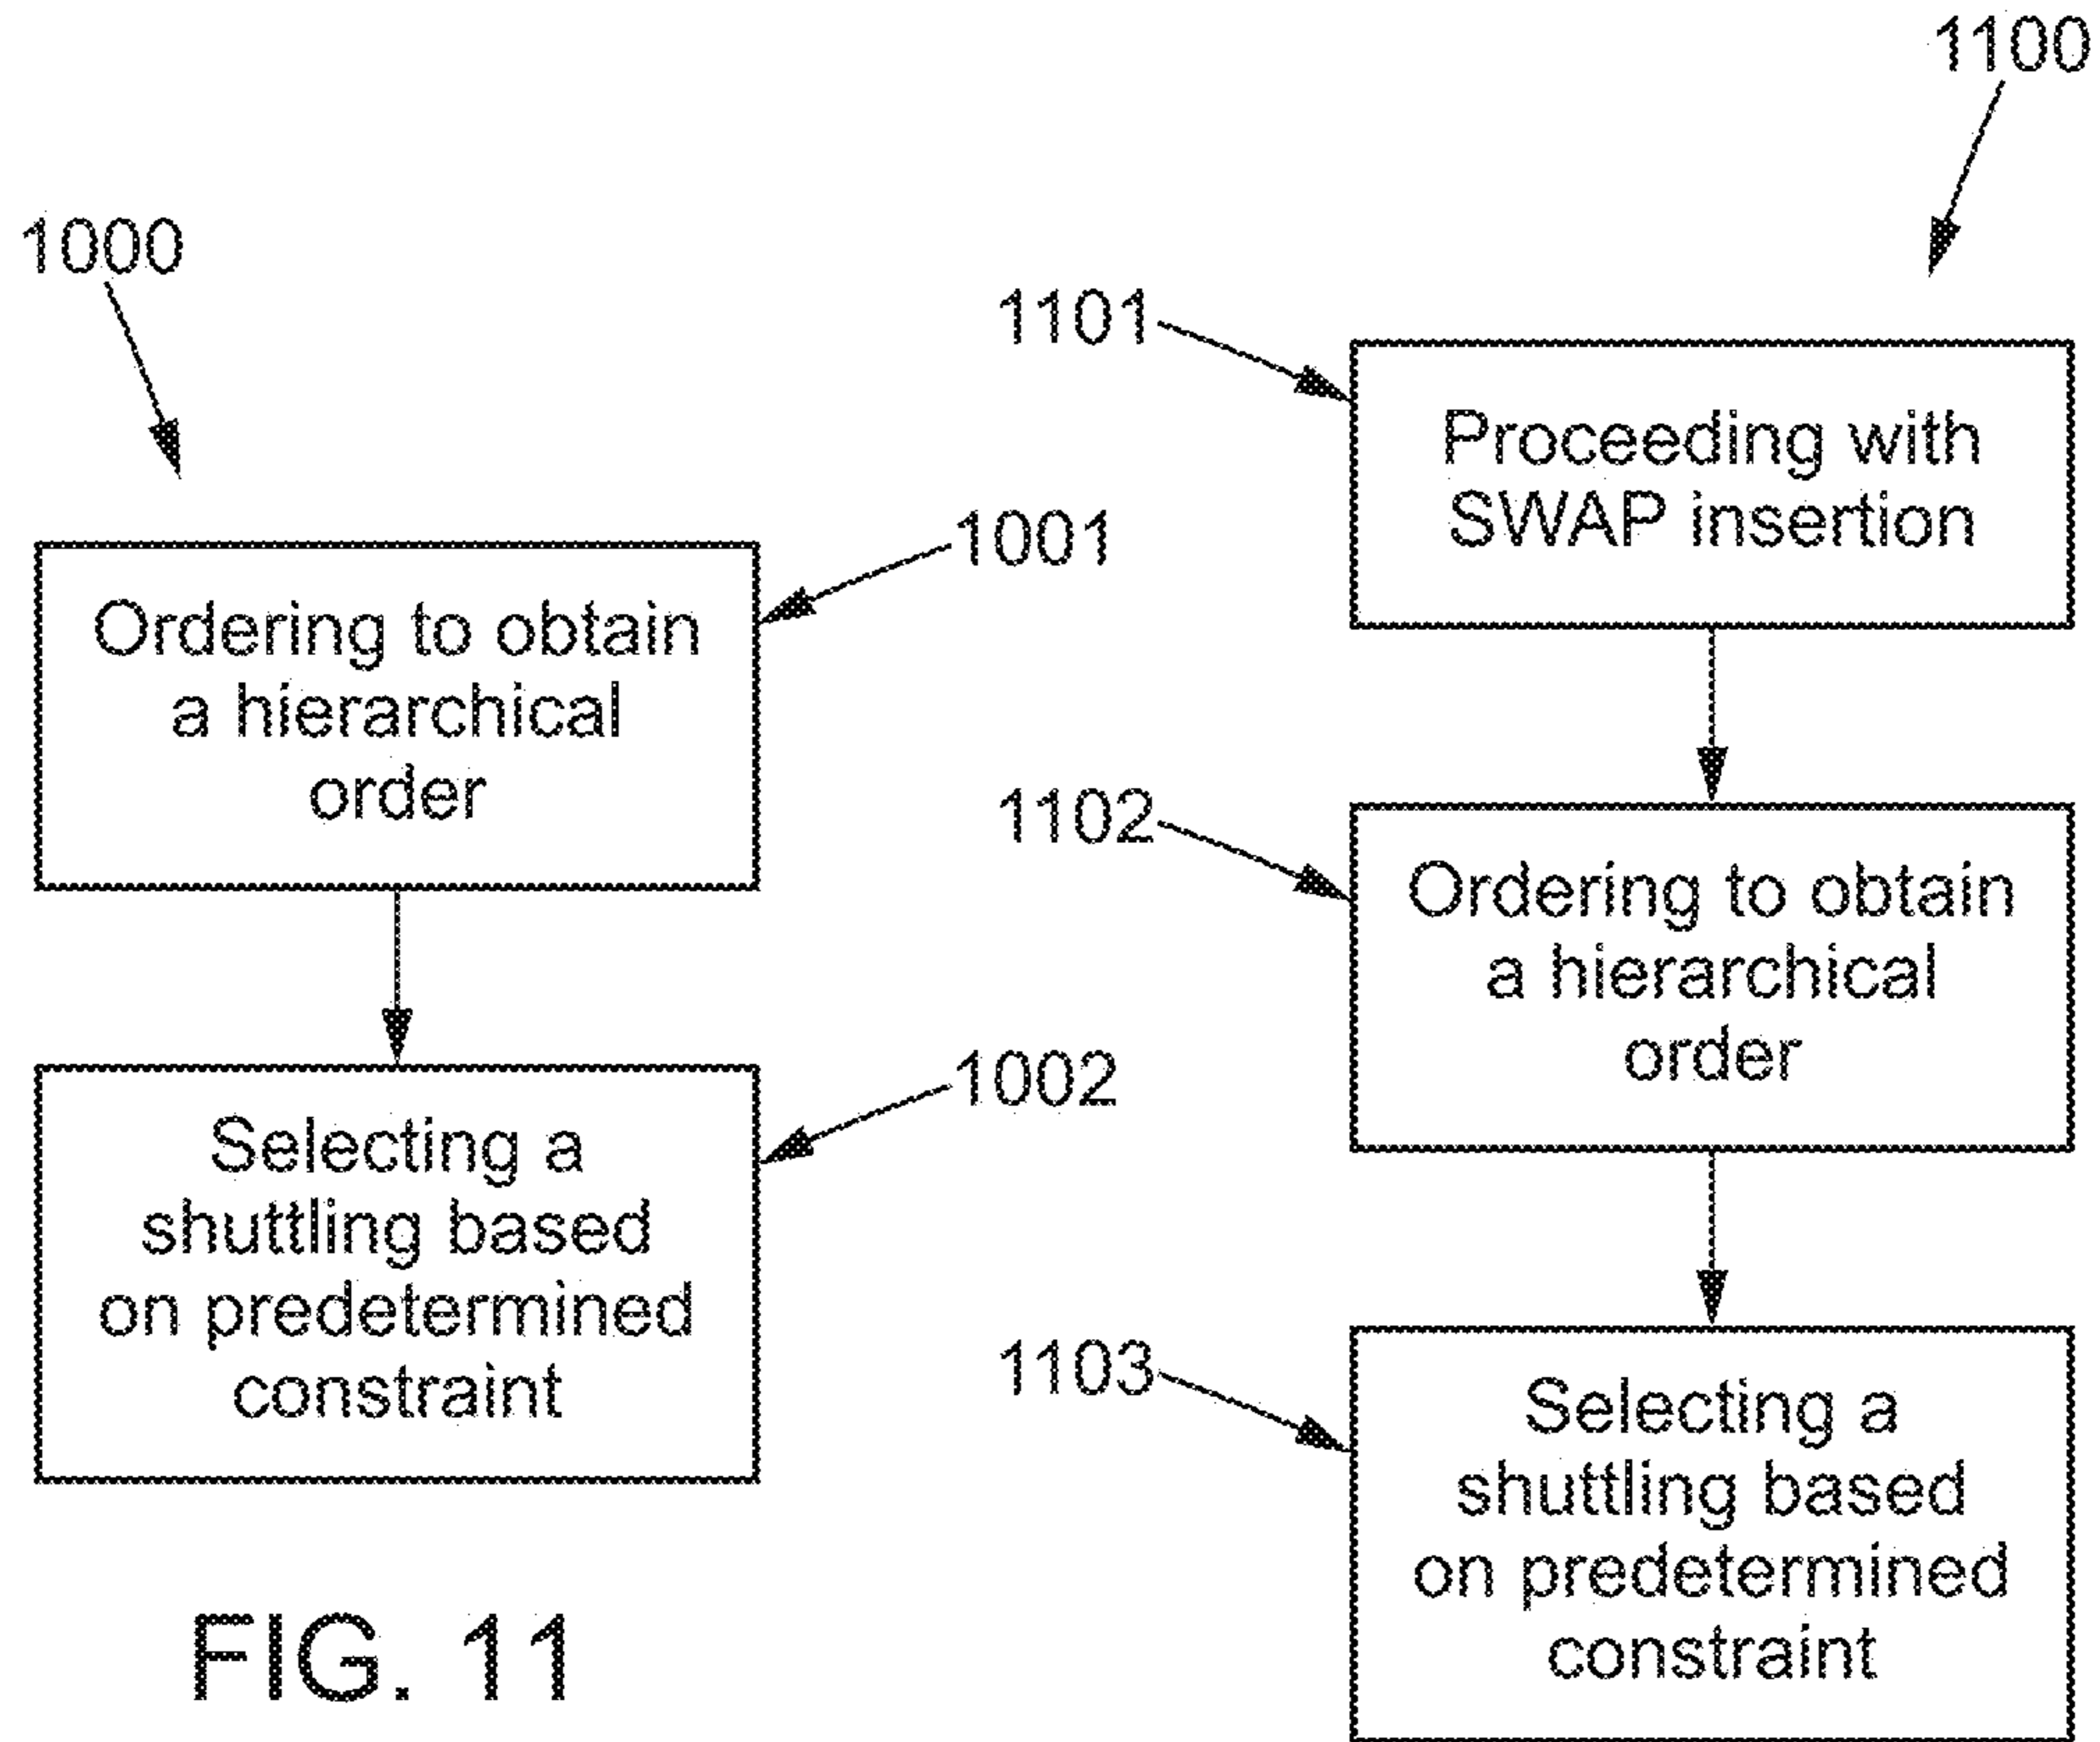 1000
1001
Ordering to obtain
a hierarchical
order
1002
Selecting a
shuttling based
on predetermined
constraint
FIG. 11
1100
1101
Proceeding with
SWAP insertion
1102
Ordering to obtain
a hierarchical
order
1103
Selecting a
shuttling based
on predetermined
constraint